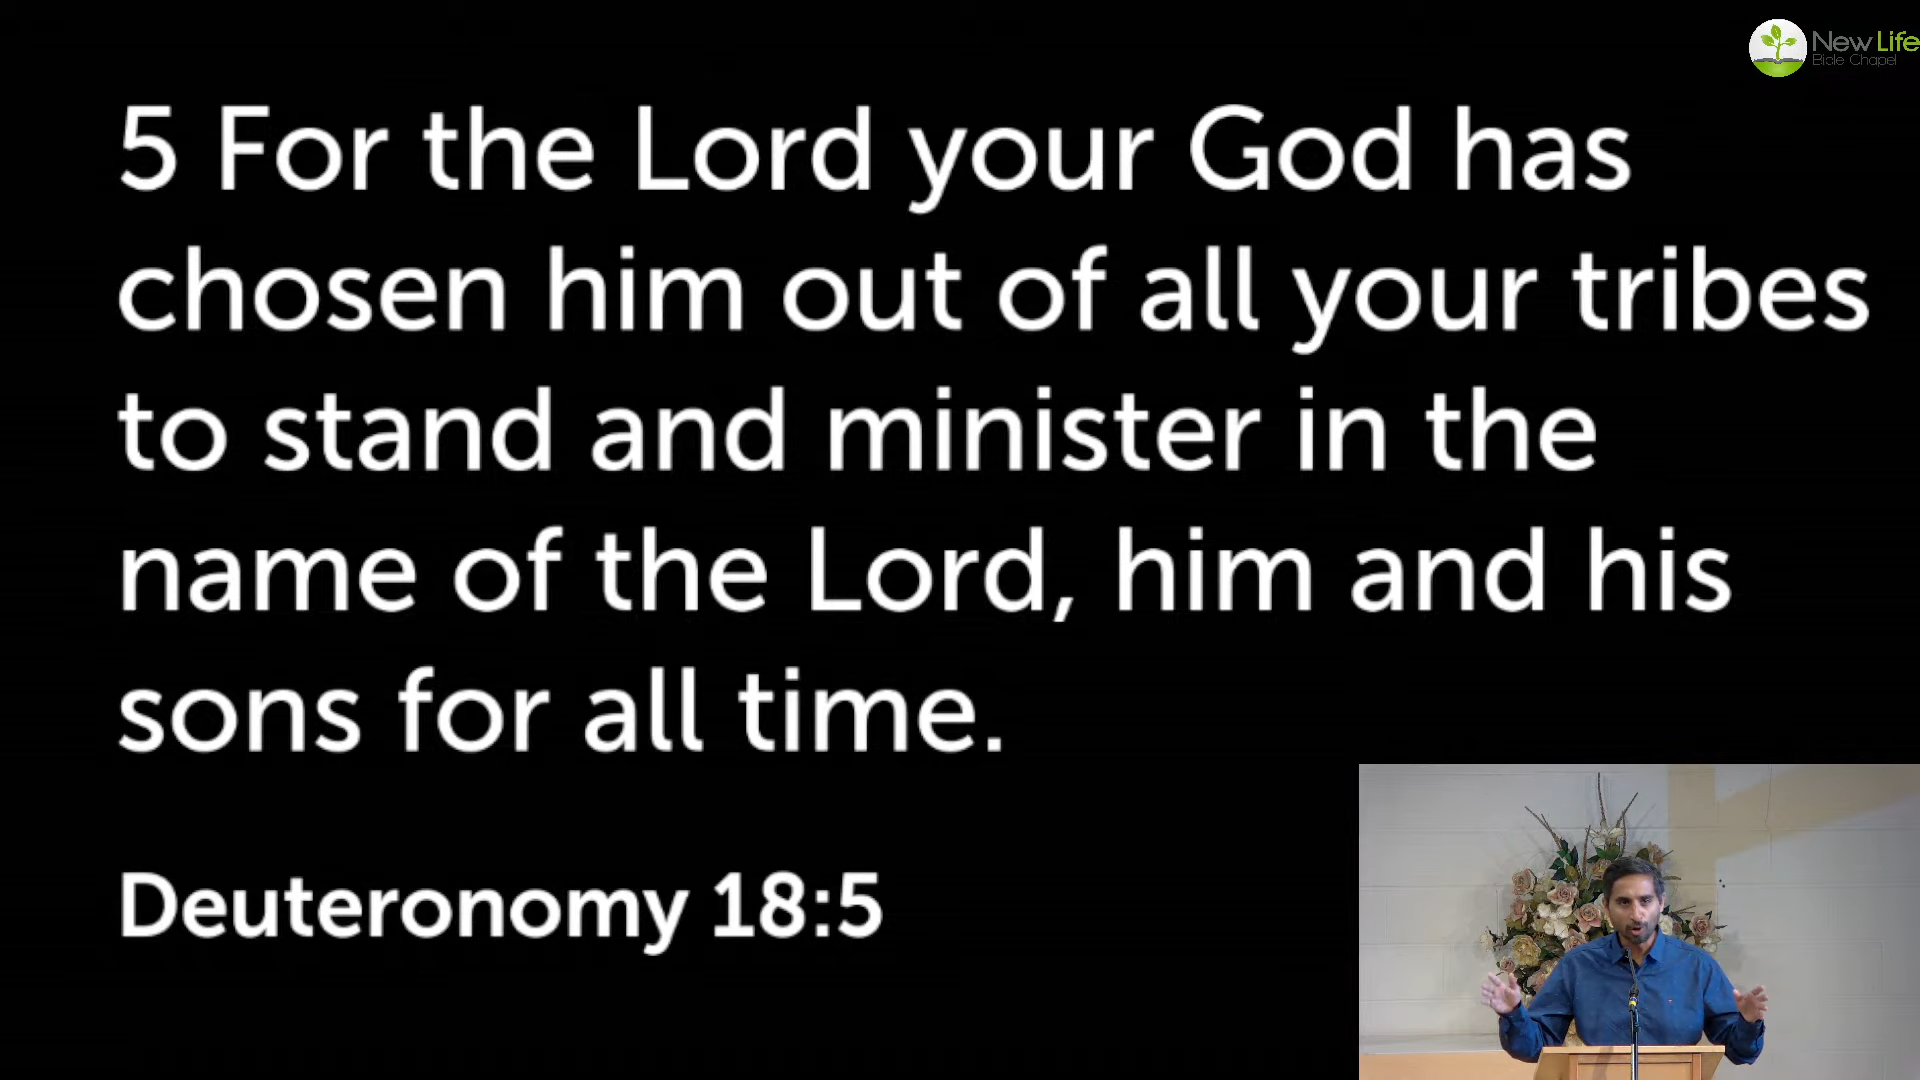 New Life
Bible Chapel
5 For the Lord your God has
chosen him out of all your tribes
to stand and minister in the
name of the Lord, him and his
sons for all time.
Deuteronomy 18:5